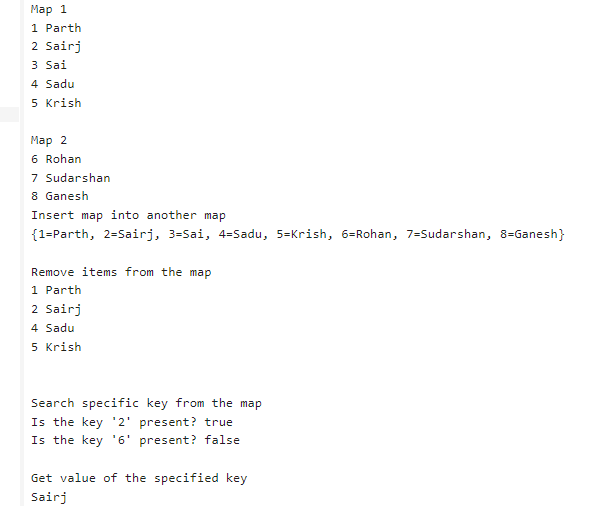 Map 1
1 Parth
2 Sairj
3 Sai
4 Sadu
5 Krish
Map 2
6 Rohan
7 Sudarshan
8 Ganesh
Insert map into another map
{1=Parth, 2=Sairj, 3=Sai, 4=Sadu, 5=Krish, 6=Rohan, 7=Sudarshan, 8=Ganesh}
Remove items from the map
1 Parth
2 Sairj
4 Sadu
5 Krish
Search specific key from the map
Is the key '2' present? true
Is the key '6' present? false
Get value of the specified key
Sairj